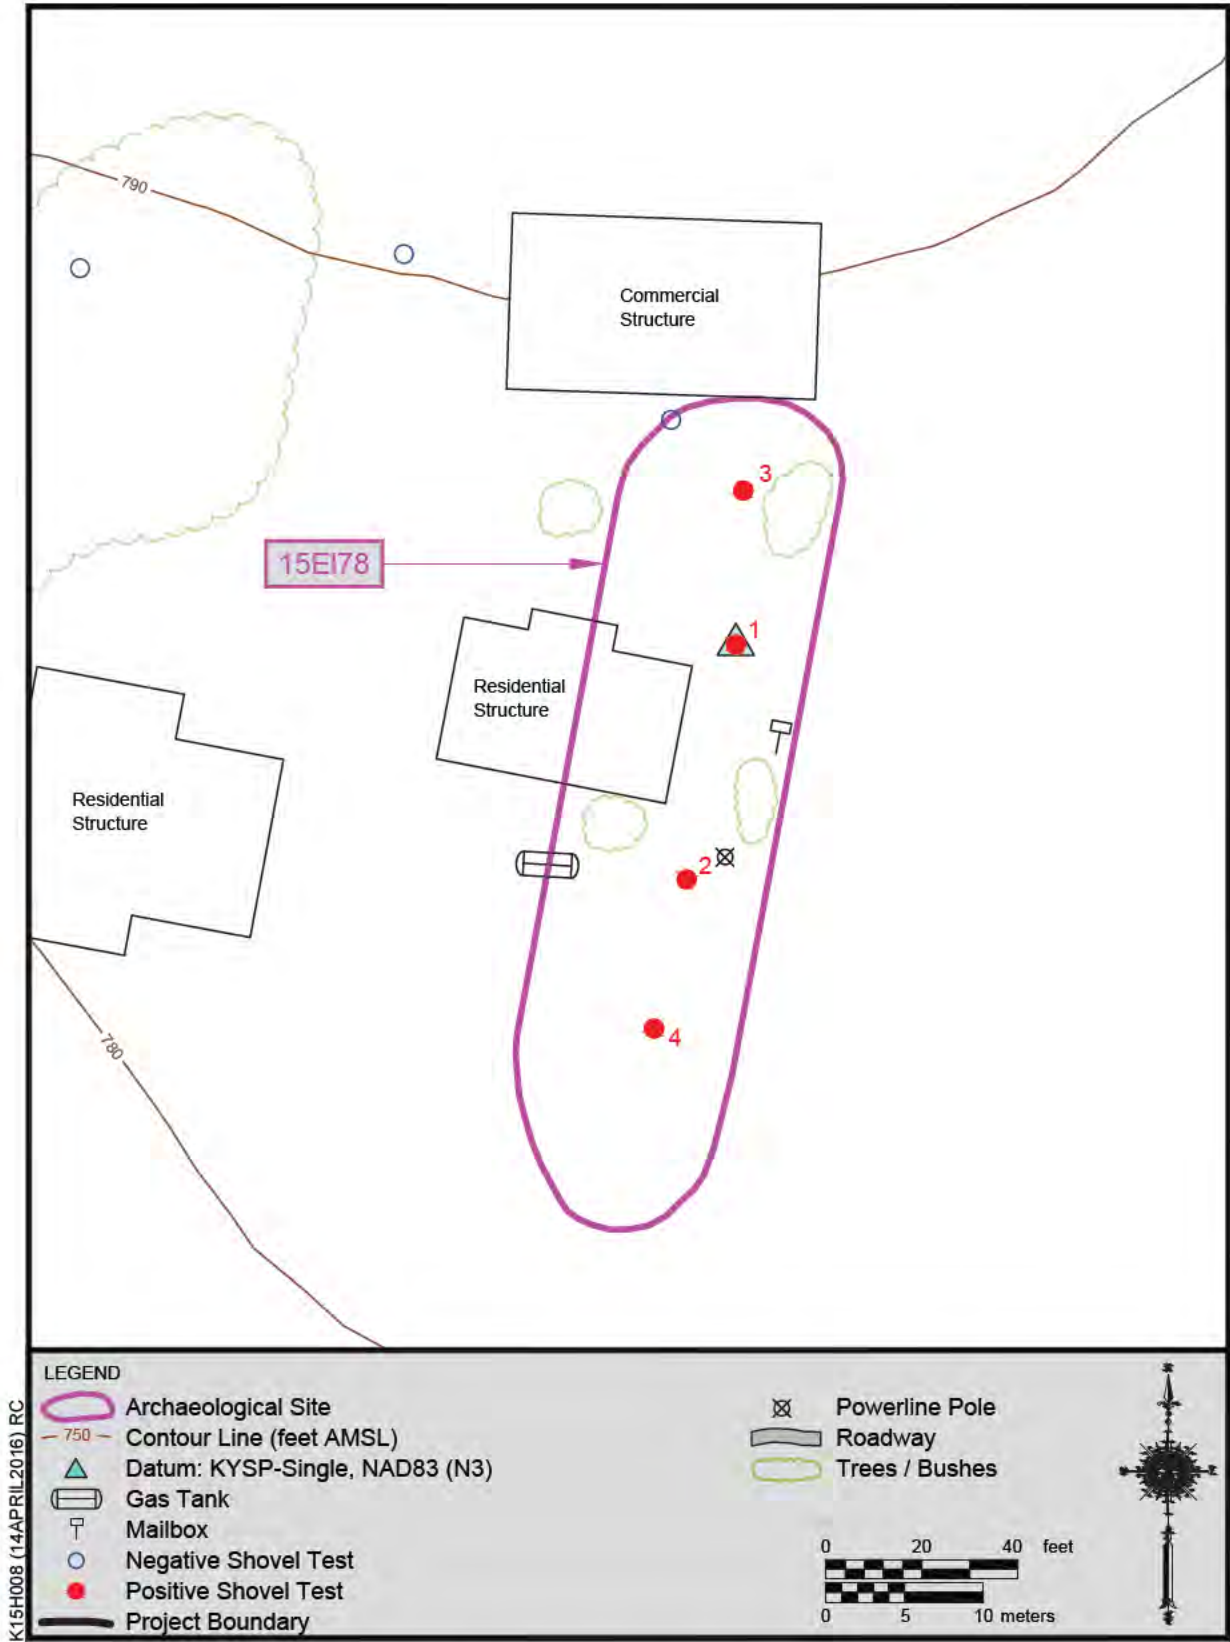 790
Commercial
Structure
3
15El78
1
Residential
Structure
Residential
Structure
2
4
780
LEGEND
Archaeological Site
750 Contour Line (feet AMSL)
Datum: KYSP-Single, NAD83 (N3)
Gas Tank
Mailbox
Negative Shovel Test
Positive Shovel Test
Project Boundary
Powerline Pole
Roadway
Trees / Bushes
0 20 40 feet
0 5 10 meters
K15H008 (14APRIL2016) RC